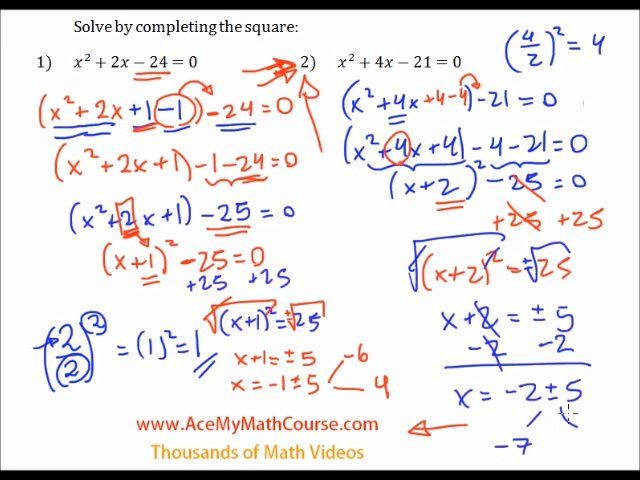 Solve by completing the square:
1) x² + 2x − 24 = 0
(x² + 2x + 1 − 1) − 24 = 0
(x² + 2x + 1) − 1 − 24 = 0
(x² + 2x + 1) − 25 = 0
(x + 1)² − 25 = 0
+25 +25
√(x + 1)² = ±√25
x + 1 = ± 5
x = −1 ± 5
−6
4
(2/2)² = (1)² = 1
2) x² + 4x − 21 = 0
(4/2)² = 4
(x² + 4x + 4 − 4) − 21 = 0
(x² + 4x + 4) − 4 − 21 = 0
(x + 2)² − 25 = 0
+25 +25
√(x + 2)² = ±√25
x + 2 = ± 5
− 2 − 2
x = −2 ± 5
−7
www.AceMyMathCourse.com
Thousands of Math Videos